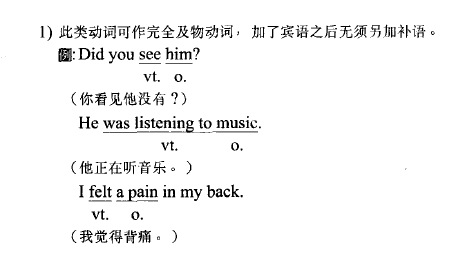 1) 此类动词可作完全及物动词，加了宾语之后无须另加补语。
例: Did you see him?
vt. o.
（你看见他没有？）
He was listening to music.
vt. o.
（他正在听音乐。）
I felt a pain in my back.
vt. o.
（我觉得背痛。）